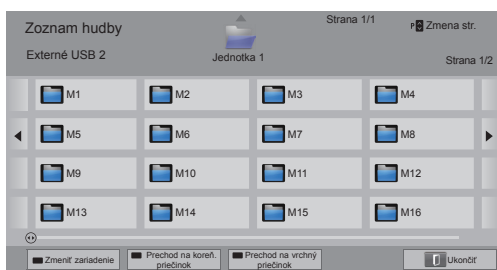 Zoznam hudby
Strana 1/1
P Zmena str.
Externé USB 2
Jednotka 1
Strana 1/2
M1 M2 M3 M4
M5 M6 M7 M8
M9 M10 M11 M12
M13 M14 M15 M16
Zmeniť zariadenie
Prechod na koreň.
priečinok
Prechod na vrchný
priečinok
Ukončiť